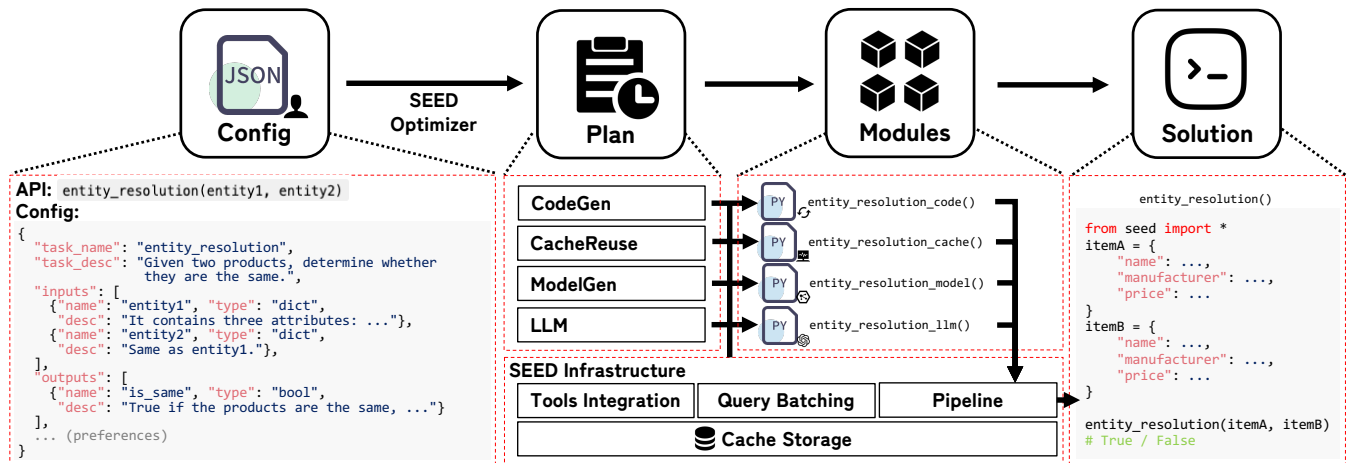 JSON
Config
SEED
Optimizer
Plan
Modules
Solution
API: entity_resolution(entity1, entity2)
Config:
{
"task_name": "entity_resolution",
"task_desc": "Given two products, determine whether
they are the same.",
"inputs": [
{"name": "entity1", "type": "dict",
"desc": "It contains three attributes: ..."},
{"name": "entity2", "type": "dict",
"desc": "Same as entity1."},
],
"outputs": [
{"name": "is_same", "type": "bool",
"desc": "True if the products are the same, ..."}
],
... (preferences)
}
CodeGen
CacheReuse
ModelGen
LLM
PY
entity_resolution_code()
PY
entity_resolution_cache()
PY
entity_resolution_model()
PY
entity_resolution_llm()
SEED Infrastructure
Tools Integration
Query Batching
Pipeline
Cache Storage
entity_resolution()
from seed import *
itemA = {
"name": ...,
"manufacturer": ...,
"price": ...
}
itemB = {
"name": ...,
"manufacturer": ...,
"price": ...
}
entity_resolution(itemA, itemB)
# True / False